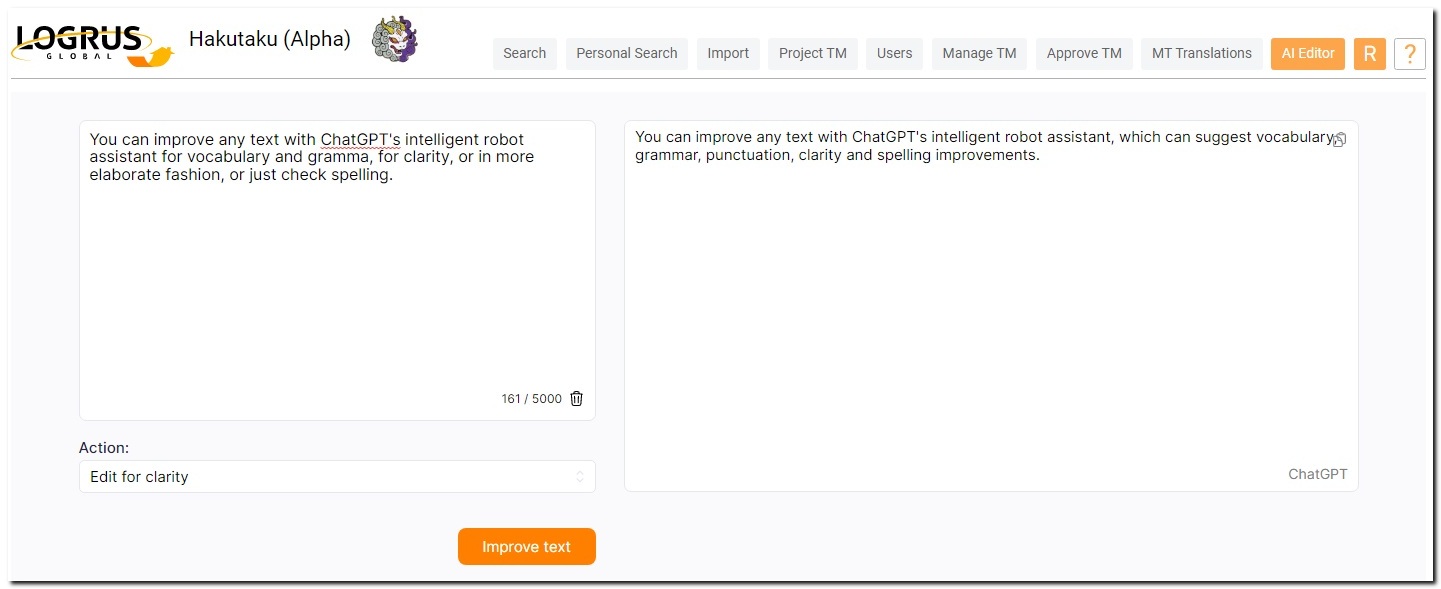 LOGRUS
GLOBAL
Hakutaku (Alpha)
Search
Personal Search
Import
Project TM
Users
Manage TM
Approve TM
MT Translations
AI Editor
R
?
You can improve any text with ChatGPT's intelligent robot
assistant for vocabulary and gramma, for clarity, or in more
elaborate fashion, or just check spelling.
161 / 5000
Action:
Edit for clarity
Improve text
You can improve any text with ChatGPT's intelligent robot assistant, which can suggest vocabulary,
grammar, punctuation, clarity and spelling improvements.
ChatGPT